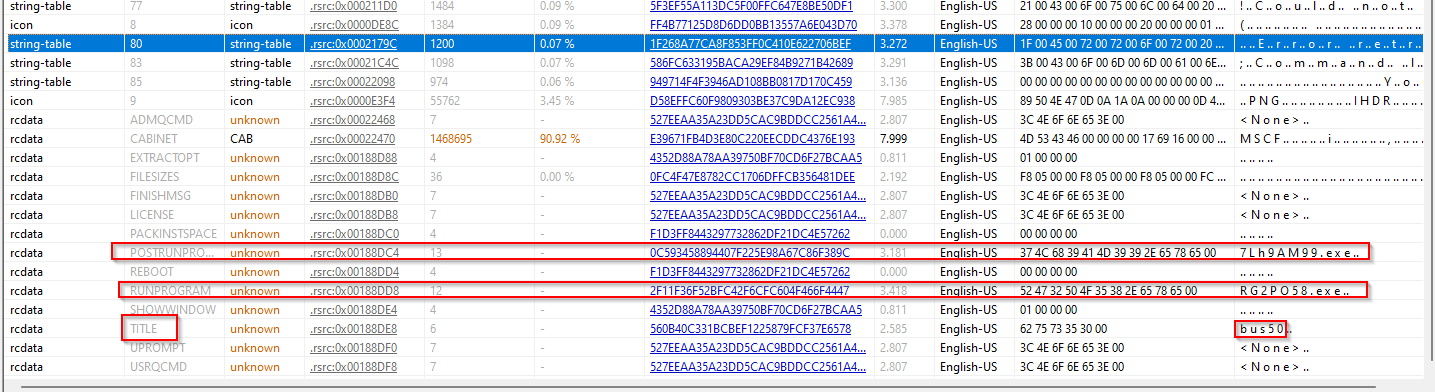 string-table 77 string-table .rsrc:0x000211D0 1484 0.09 % 5F3EF55A113DC5F00FFC647E8BE50DF1 3.300 English-US 21 00 43 00 6F 00 75 00 6C 00 64 00 20 ... !..C..o..u..l..d.. ..n..o..t..
icon 8 icon .rsrc:0x0000DE8C 1384 0.09 % FF4B77125D8D6DD0BB13557A6E043D70 3.378 English-US 28 00 00 00 10 00 00 00 20 00 00 00 01 ... (.............. ..............
string-table 80 string-table .rsrc:0x0002179C 1200 0.07 % 1F268A77CA8F853FF0C410E622706BEF 3.272 English-US 1F 00 45 00 72 00 72 00 6F 00 72 00 20 ... ....E..r..r..o..r.. ..r..e..t..r..
string-table 83 string-table .rsrc:0x00021C4C 1098 0.07 % 586FC633195BACA29EF84B9271B42689 3.291 English-US 3B 00 43 00 6F 00 6D 00 6D 00 61 00 6E... ;..C..o..m..m..a..n..d.. ..l..
string-table 85 string-table .rsrc:0x00022098 974 0.06 % 949714F4F3946AD108BB0817D170C459 3.136 English-US 00 00 00 00 00 00 00 00 00 00 00 00 00 ... ................................Y..o..
icon 9 icon .rsrc:0x0000E3F4 55762 3.45 % D58EFFC60F9809303BE37C9DA12EC938 7.985 English-US 89 50 4E 47 0D 0A 1A 0A 00 00 00 0D 4... ..PNG..............IHDR......
rcdata ADMQCMD unknown .rsrc:0x00022468 7 - 527EEAA35A23DD5CAC9BDDCC2561A4... 2.807 English-US 3C 4E 6F 6E 65 3E 00 <None>..
rcdata CABINET CAB .rsrc:0x00022470 1468695 90.92 % E39671FB4D3E80C220EECDDC4376E193 7.999 English-US 4D 53 43 46 00 00 00 00 17 69 16 00 00 ... MSCF..........i..........,..........
rcdata EXTRACTOPT unknown .rsrc:0x00188D88 4 - 4352D88A78AA39750BF70CD6F27BCAA5 0.811 English-US 01 00 00 00 ........
rcdata FILESIZES unknown .rsrc:0x00188D8C 36 0.00 % 0FC4F47E8782CC1706DFFCB356481DEE 2.192 English-US F8 05 00 00 F8 05 00 00 F8 05 00 00 FC ... ....................................
rcdata FINISHMSG unknown .rsrc:0x00188DB0 7 - 527EEAA35A23DD5CAC9BDDCC2561A4... 2.807 English-US 3C 4E 6F 6E 65 3E 00 <None>..
rcdata LICENSE unknown .rsrc:0x00188DB8 7 - 527EEAA35A23DD5CAC9BDDCC2561A4... 2.807 English-US 3C 4E 6F 6E 65 3E 00 <None>..
rcdata PACKINSTSPACE unknown .rsrc:0x00188DC0 4 - F1D3FF8443297732862DF21DC4E57262 0.000 English-US 00 00 00 00 ........
rcdata POSTRUNPRO... unknown .rsrc:0x00188DC4 13 - 0C593458894407F225E98A67C86F389C 3.181 English-US 37 4C 68 39 41 4D 39 39 2E 65 78 65 00 7Lh9AM99.exe..
rcdata REBOOT unknown .rsrc:0x00188DD4 4 - F1D3FF8443297732862DF21DC4E57262 0.000 English-US 00 00 00 00 ........
rcdata RUNPROGRAM unknown .rsrc:0x00188DD8 12 - 2F11F36F52BFC42F6CFC604F466F4447 3.418 English-US 52 47 32 50 4F 35 38 2E 65 78 65 00 RG2PO58.exe..
rcdata SHOWWINDOW unknown .rsrc:0x00188DE4 4 - 4352D88A78AA39750BF70CD6F27BCAA5 0.811 English-US 01 00 00 00 ........
rcdata TITLE unknown .rsrc:0x00188DE8 6 - 560B40C331BCBEF1225879FCF37E6578 2.585 English-US 62 75 73 35 30 00 bus50..
rcdata UPROMPT unknown .rsrc:0x00188DF0 7 - 527EEAA35A23DD5CAC9BDDCC2561A4... 2.807 English-US 3C 4E 6F 6E 65 3E 00 <None>..
rcdata USRQCMD unknown .rsrc:0x00188DF8 7 - 527EEAA35A23DD5CAC9BDDCC2561A4... 2.807 English-US 3C 4E 6F 6E 65 3E 00 <None>..